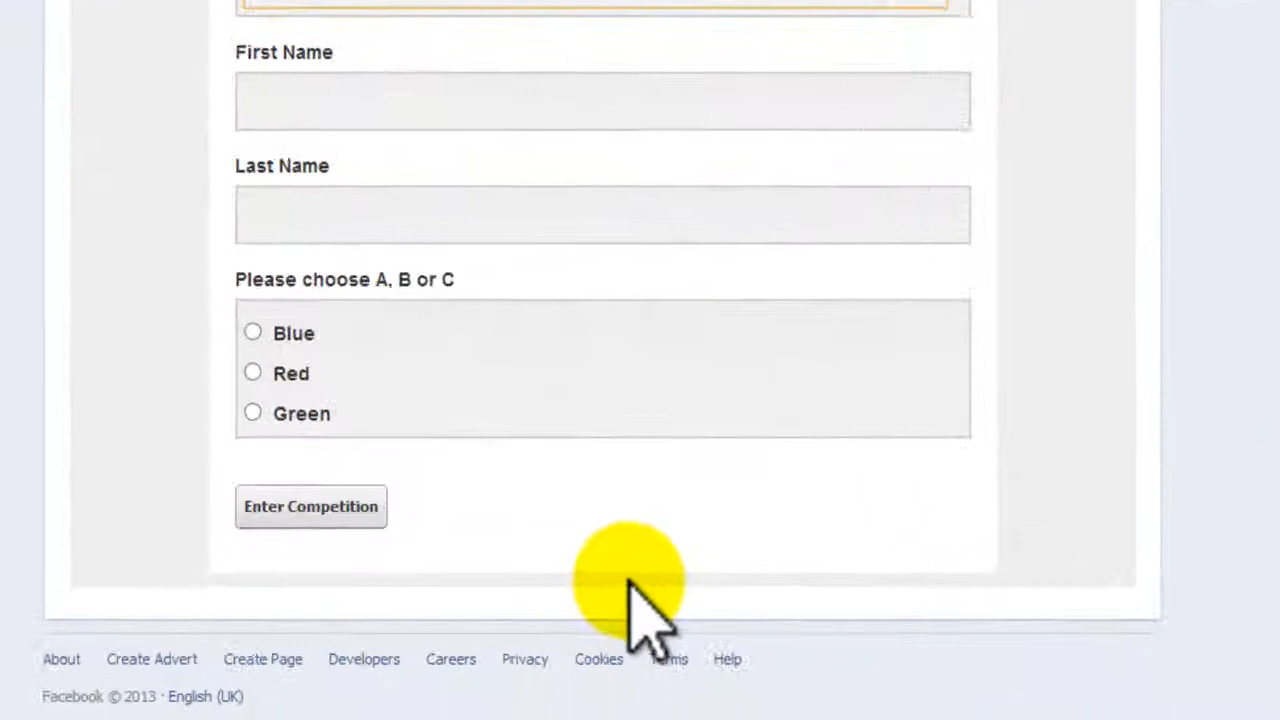 First Name
Last Name
Please choose A, B or C
Blue
Red
Green
Enter Competition
About Create Advert Create Page Developers Careers Privacy Cookies Terms Help
Facebook © 2013 · English (UK)